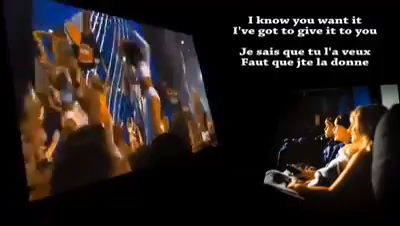 I know you want it
I've got to give it to you
Je sais que tu l'a veux
Faut que jte la donne